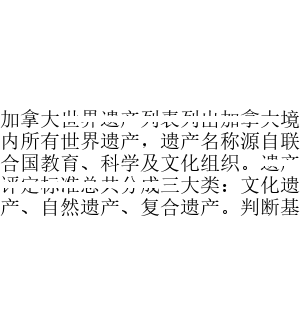 加拿大世界遗产列表列出加拿大境
内所有世界遗产，遗产名称源自联
合国教育、科学及文化组织。遗产
评定标准总共分成三大类：文化遗
产、自然遗产、复合遗产。判断基